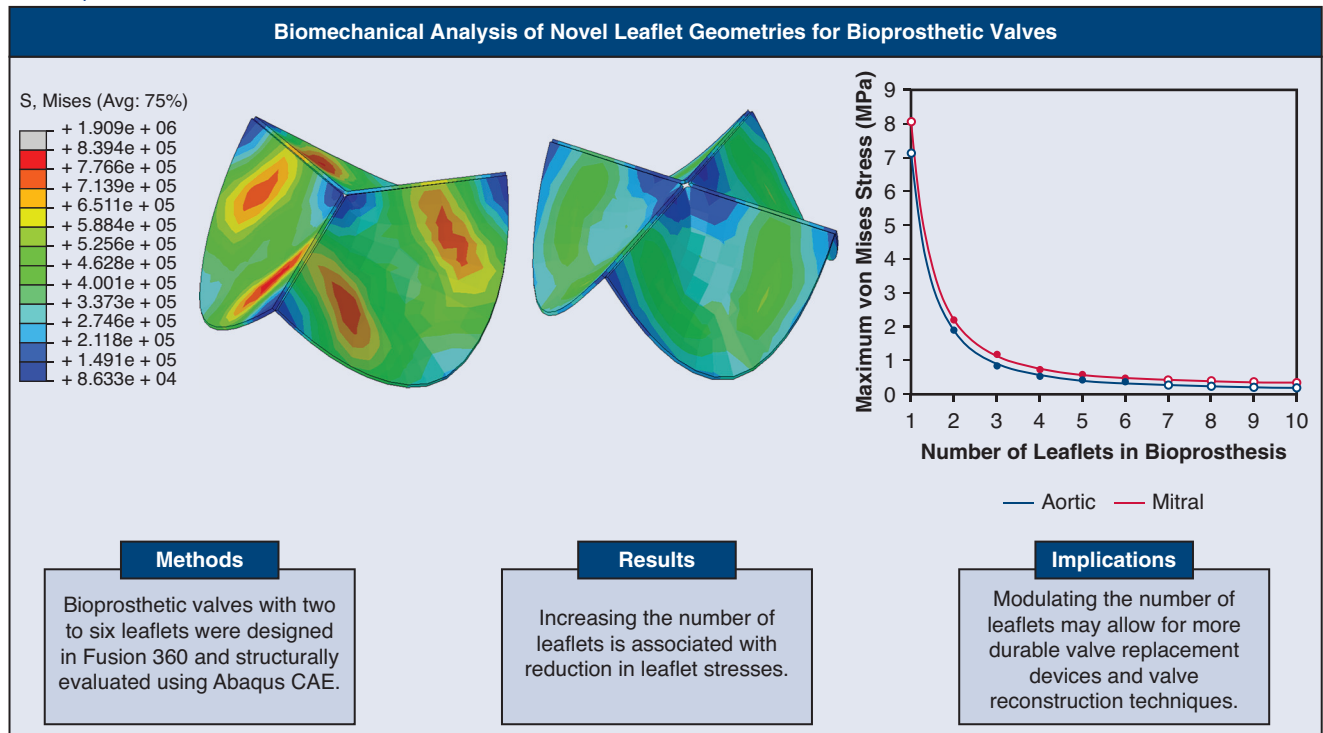 Biomechanical Analysis of Novel Leaflet Geometries for Bioprosthetic Valves
S, Mises (Avg: 75%)
+ 1.909e + 06
+ 8.394e + 05
+ 7.766e + 05
+ 7.139e + 05
+ 6.511e + 05
+ 5.884e + 05
+ 5.256e + 05
+ 4.628e + 05
+ 4.001e + 05
+ 3.373e + 05
+ 2.746e + 05
+ 2.118e + 05
+ 1.491e + 05
+ 8.633e + 04
Maximum von Mises Stress (MPa)
9
8
7
6
5
4
3
2
1
0
1 2 3 4 5 6 7 8 9 10
Number of Leaflets in Bioprosthesis
Aortic Mitral
Methods
Bioprosthetic valves with two
to six leaflets were designed
in Fusion 360 and structurally
evaluated using Abaqus CAE.
Results
Increasing the number of
leaflets is associated with
reduction in leaflet stresses.
Implications
Modulating the number of
leaflets may allow for more
durable valve replacement
devices and valve
reconstruction techniques.